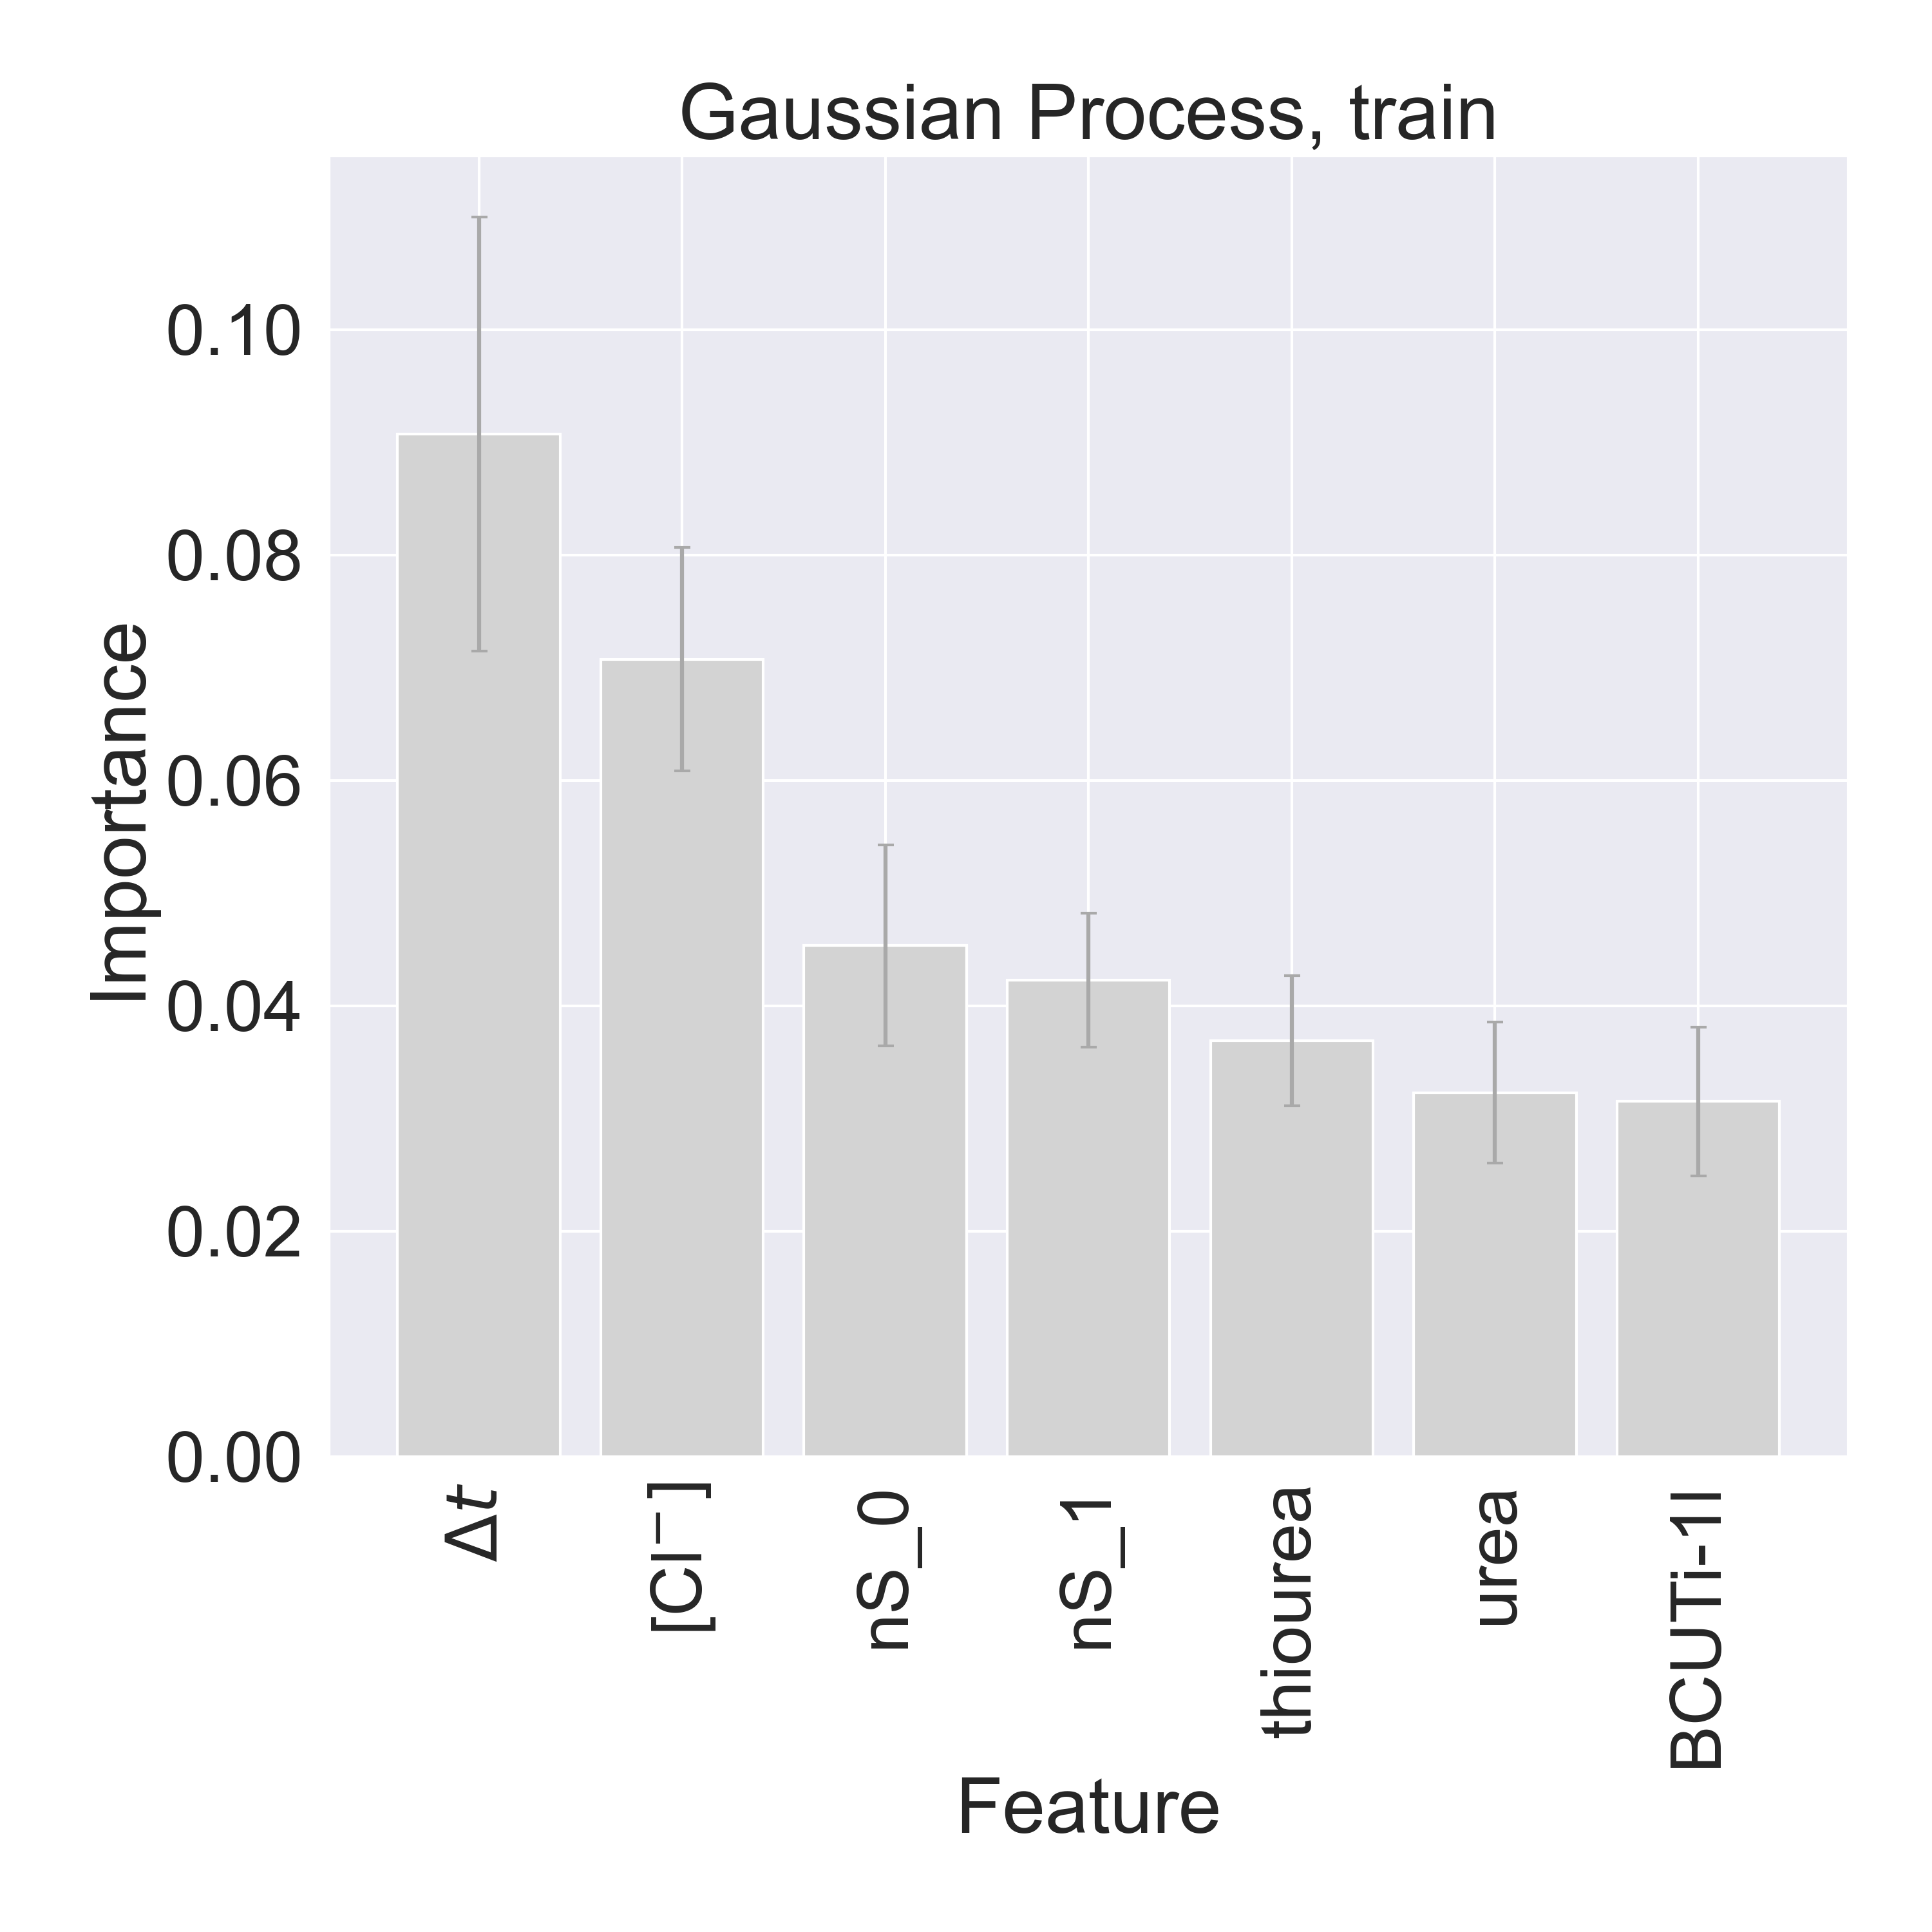 Gaussian Process, train
Importance
0.10
0.08
0.06
0.04
0.02
0.00
Δt
[Cl⁻]
nS_0
nS_1
thiourea
urea
BCUTi-1l
Feature